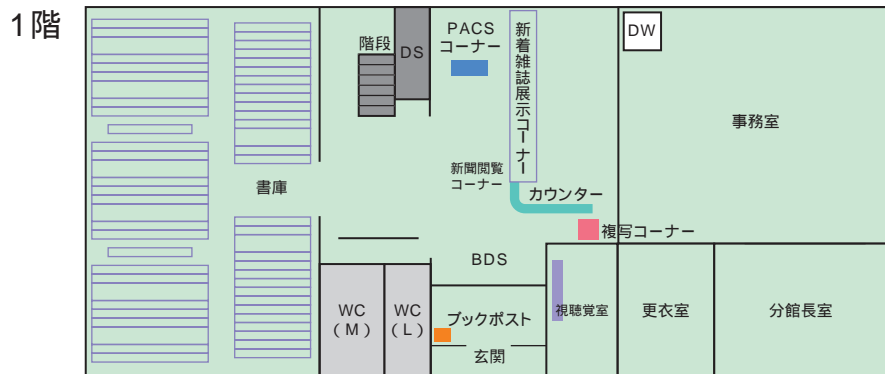 1階
階段
DS
PACS
コーナー
新着雑誌展示コーナー
DW
事務室
新聞閲覧
コーナー
カウンター
書庫
複写コーナー
BDS
WC
(M)
WC
(L)
ブックポスト
玄関
視聴覚室
更衣室
分館長室